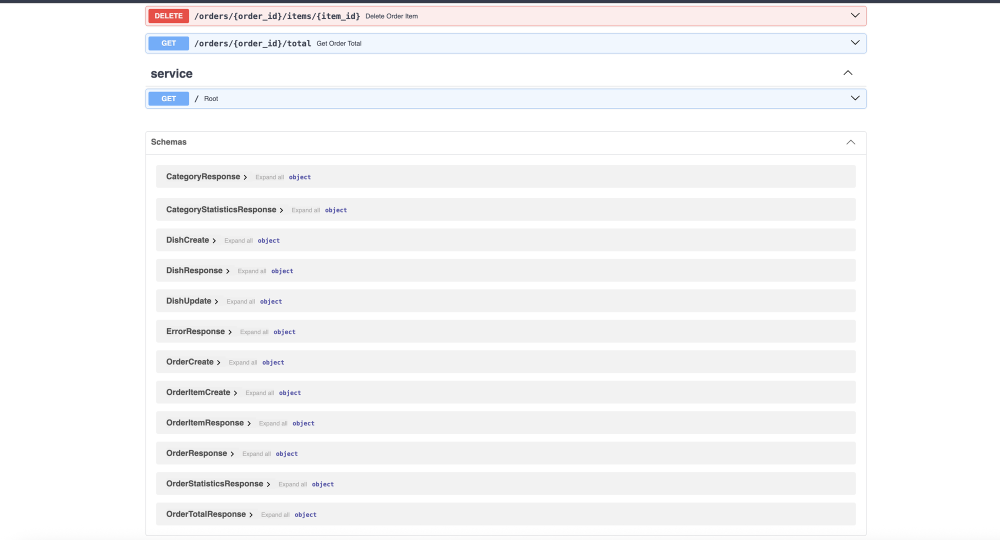 DELETE /orders/{order_id}/items/{item_id} Delete Order Item
GET /orders/{order_id}/total Get Order Total
service
GET / Root
Schemas
CategoryResponse Expand all object
CategoryStatisticsResponse Expand all object
DishCreate Expand all object
DishResponse Expand all object
DishUpdate Expand all object
ErrorResponse Expand all object
OrderCreate Expand all object
OrderItemCreate Expand all object
OrderItemResponse Expand all object
OrderResponse Expand all object
OrderStatisticsResponse Expand all object
OrderTotalResponse Expand all object